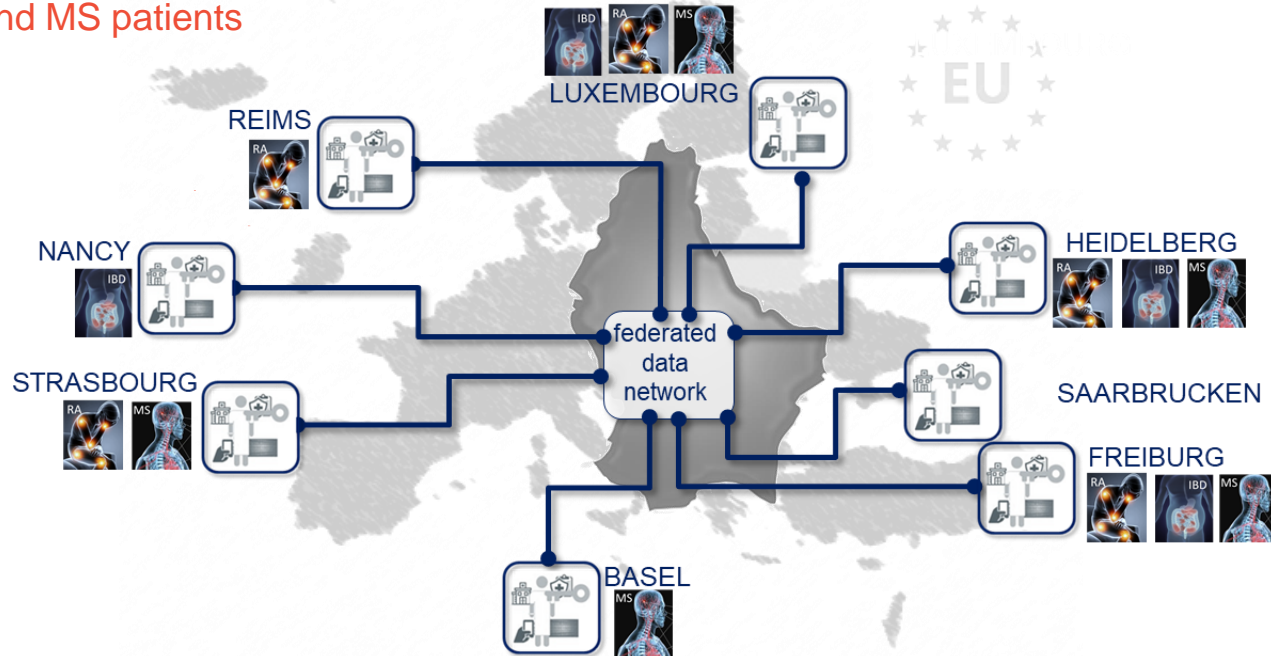 nd MS patients
IBD RA MS
LUXEMBOURG
EU
REIMS
RA
NANCY
IBD
HEIDELBERG
RA IBD MS
federated
data
network
STRASBOURG
RA MS
SAARBRUCKEN
FREIBURG
RA IBD MS
BASEL
MS